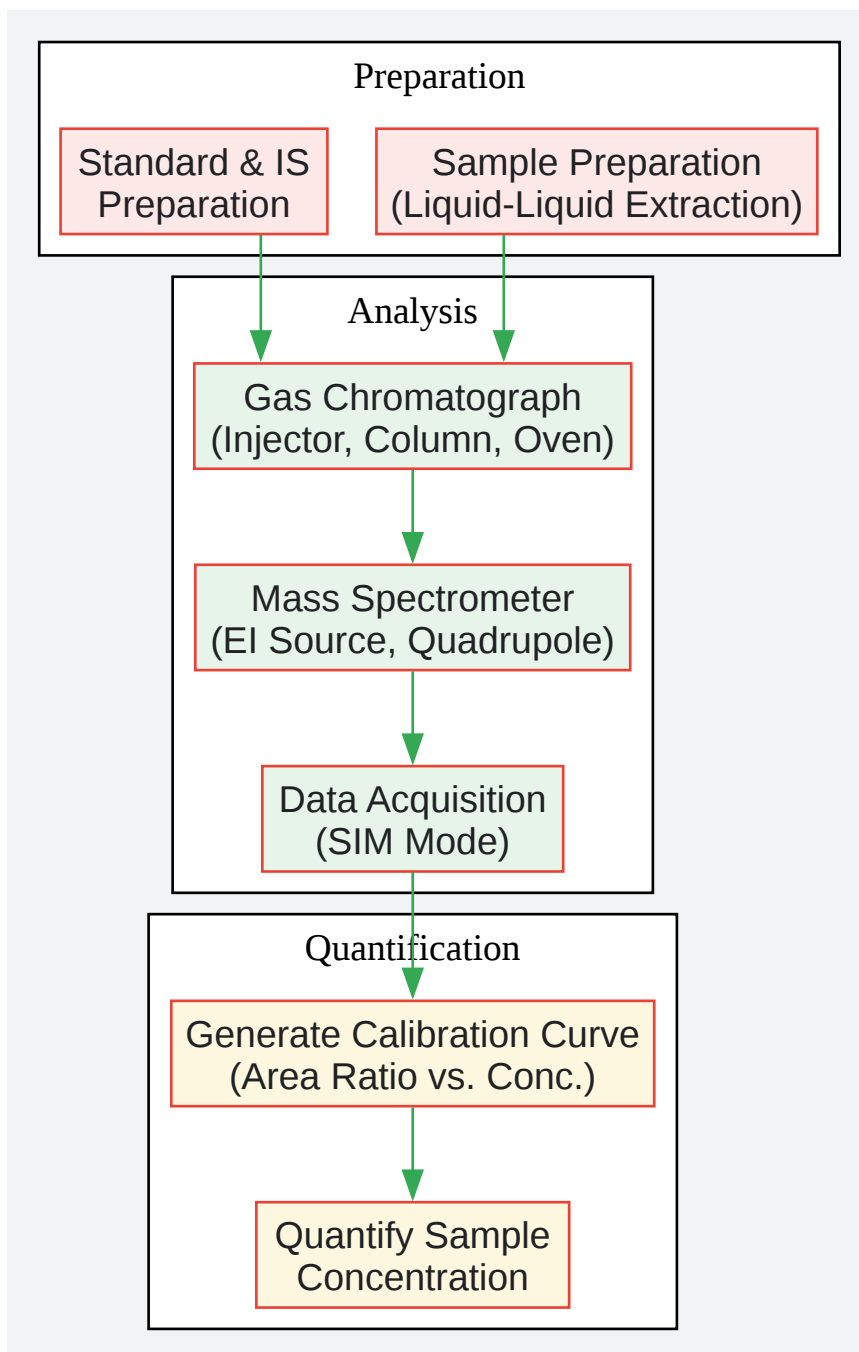 Preparation
Standard & IS
Preparation
Sample Preparation
(Liquid-Liquid Extraction)
Analysis
Gas Chromatograph
(Injector, Column, Oven)
Mass Spectrometer
(EI Source, Quadrupole)
Data Acquisition
(SIM Mode)
Quantification
Generate Calibration Curve
(Area Ratio vs. Conc.)
Quantify Sample
Concentration